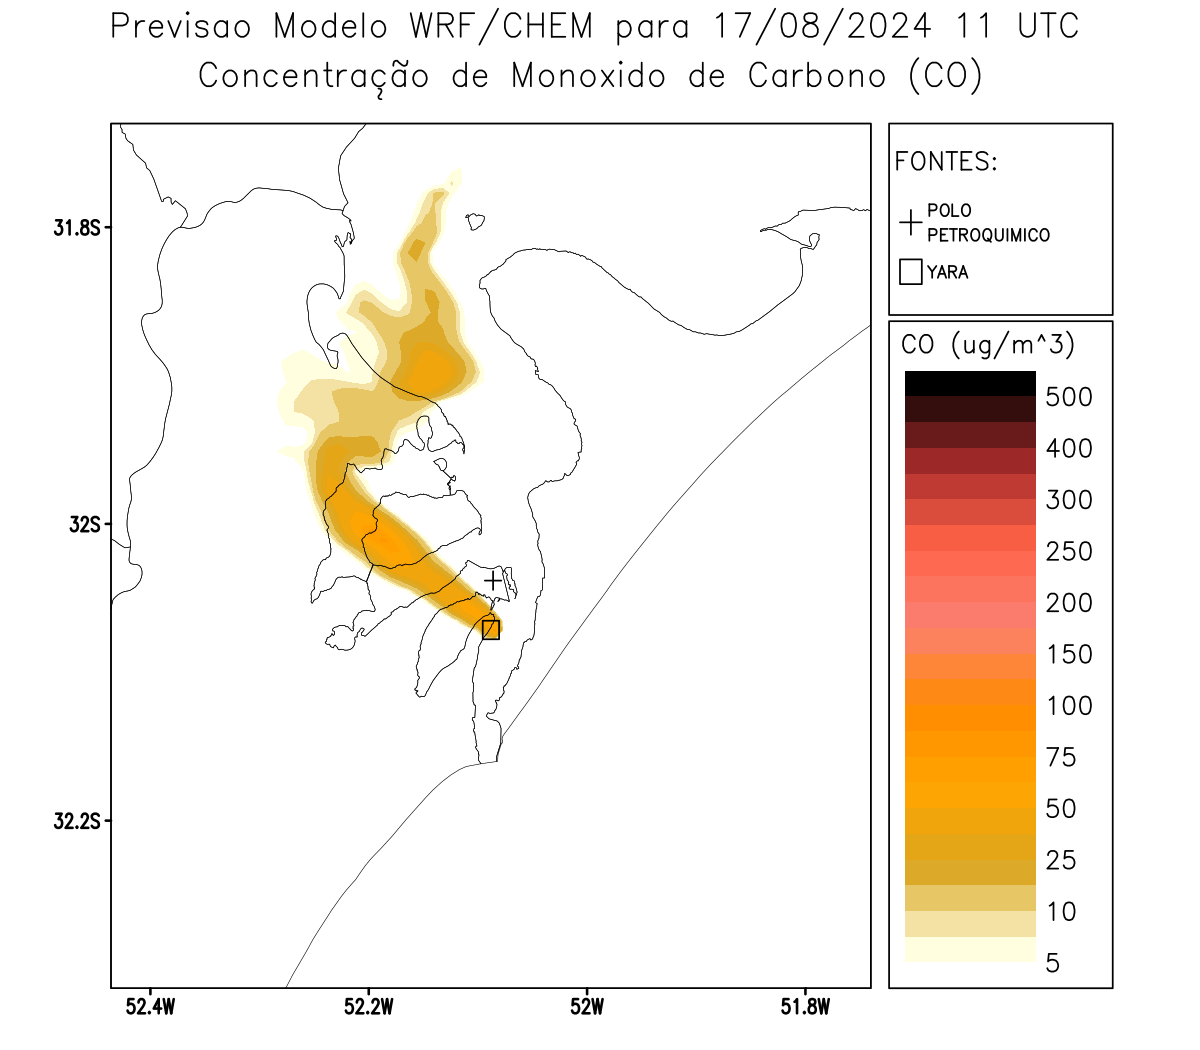 Previsao Modelo WRF/CHEM para 17/08/2024 11 UTC
Concentração de Monoxido de Carbono (CO)
FONTES:
POLO
PETROQUIMICO
YARA
CO (ug/m^3)
500
400
300
250
200
150
100
75
50
25
10
5
31.8S
32S
32.2S
52.4W 52.2W 52W 51.8W